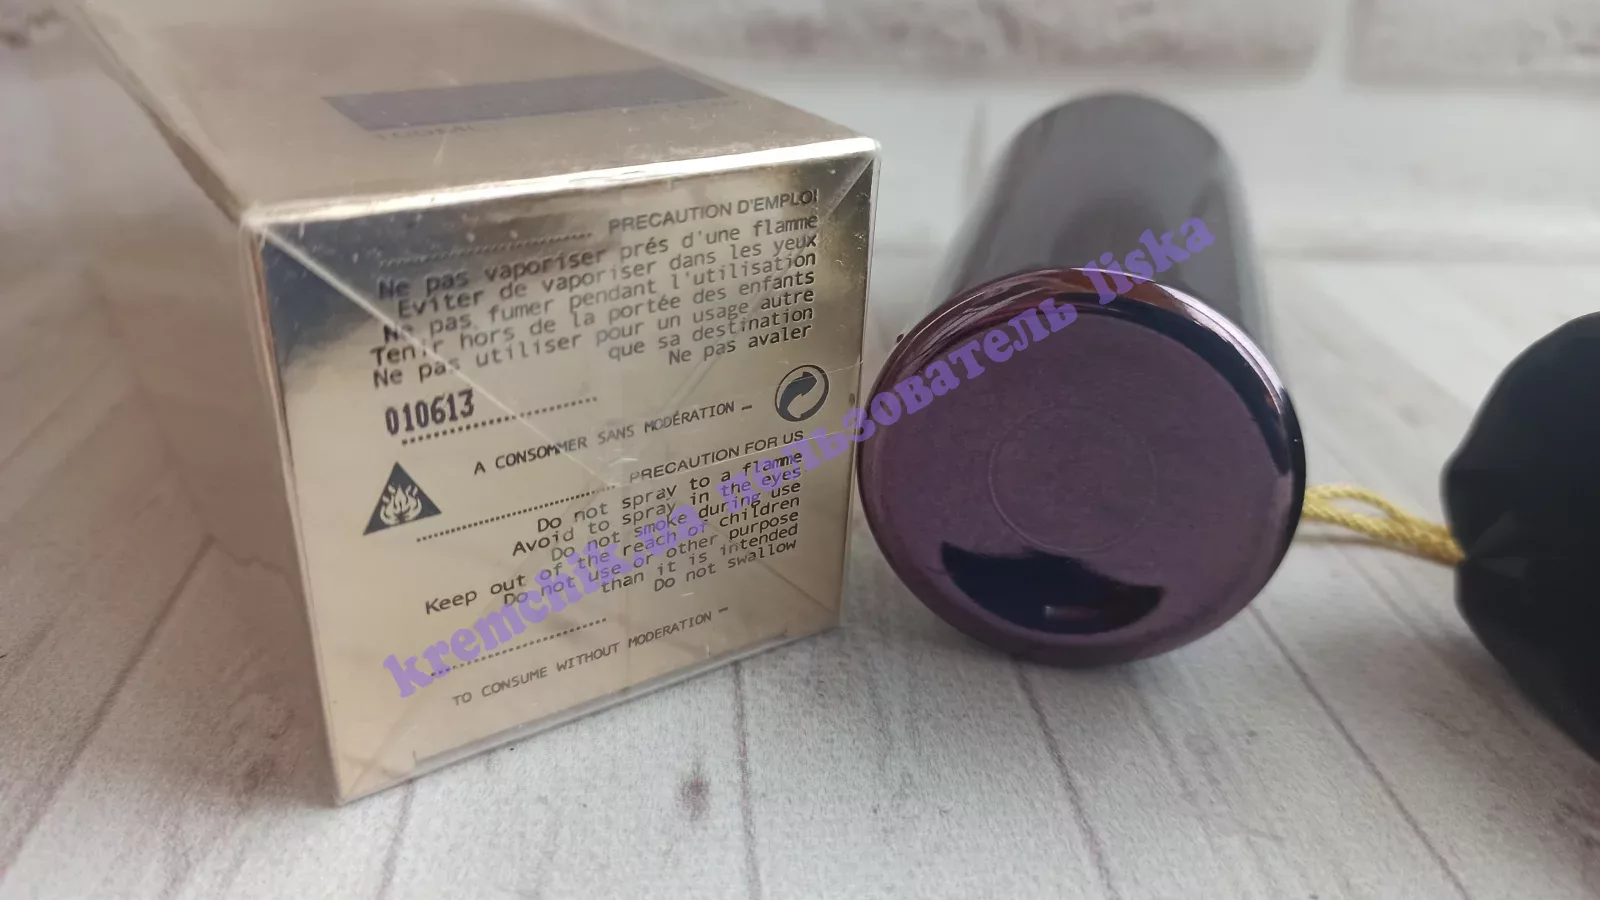 100ML
PRECAUTION D'EMPLOI
Ne pas vaporiser prés d'une flamme
Eviter de vaporiser dans les yeux
Ne pas fumer pendant l'utilisation
Tenir hors de la portée des enfants
Ne pas utiliser pour un usage autre
que sa destination
Ne pas avaler
010613
A CONSOMMER SANS MODÉRATION –
PRECAUTION FOR US
Do not spray to a flamme
Avoid to spray in the eyes
Do not smoke during use
Keep out of the reach of children
Do not use or other purpose
than it is intended
Do not swallow
TO CONSUME WITHOUT MODERATION –
kremchik.ua пользователь liska